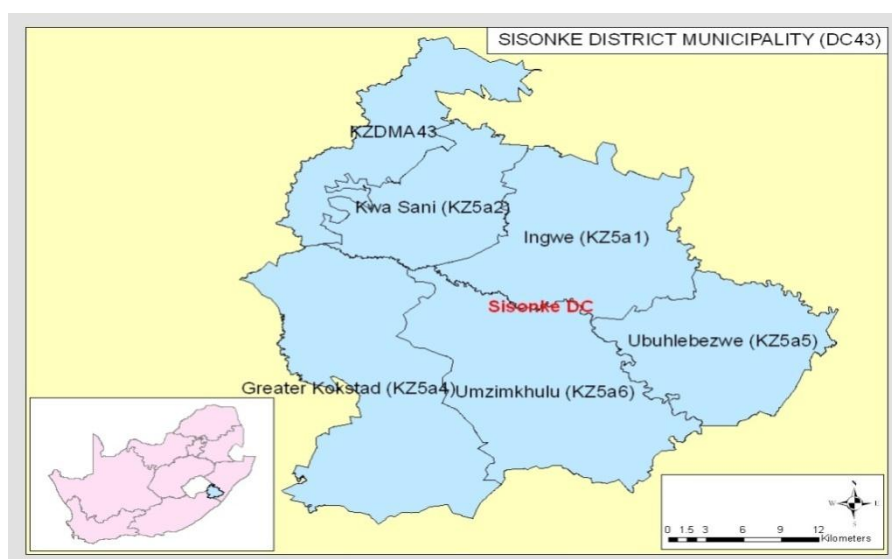 SISONKE DISTRICT MUNICIPALITY (DC43)
KZDMA43
Kwa Sani (KZ5a2)
Ingwe (KZ5a1)
Sisonke DC
Ubuhlebezwe (KZ5a5)
Greater Kokstad (KZ5a4)
Umzimkhulu (KZ5a6)
N
W E
S
0 1.5 3 6 9 12
Kilometers